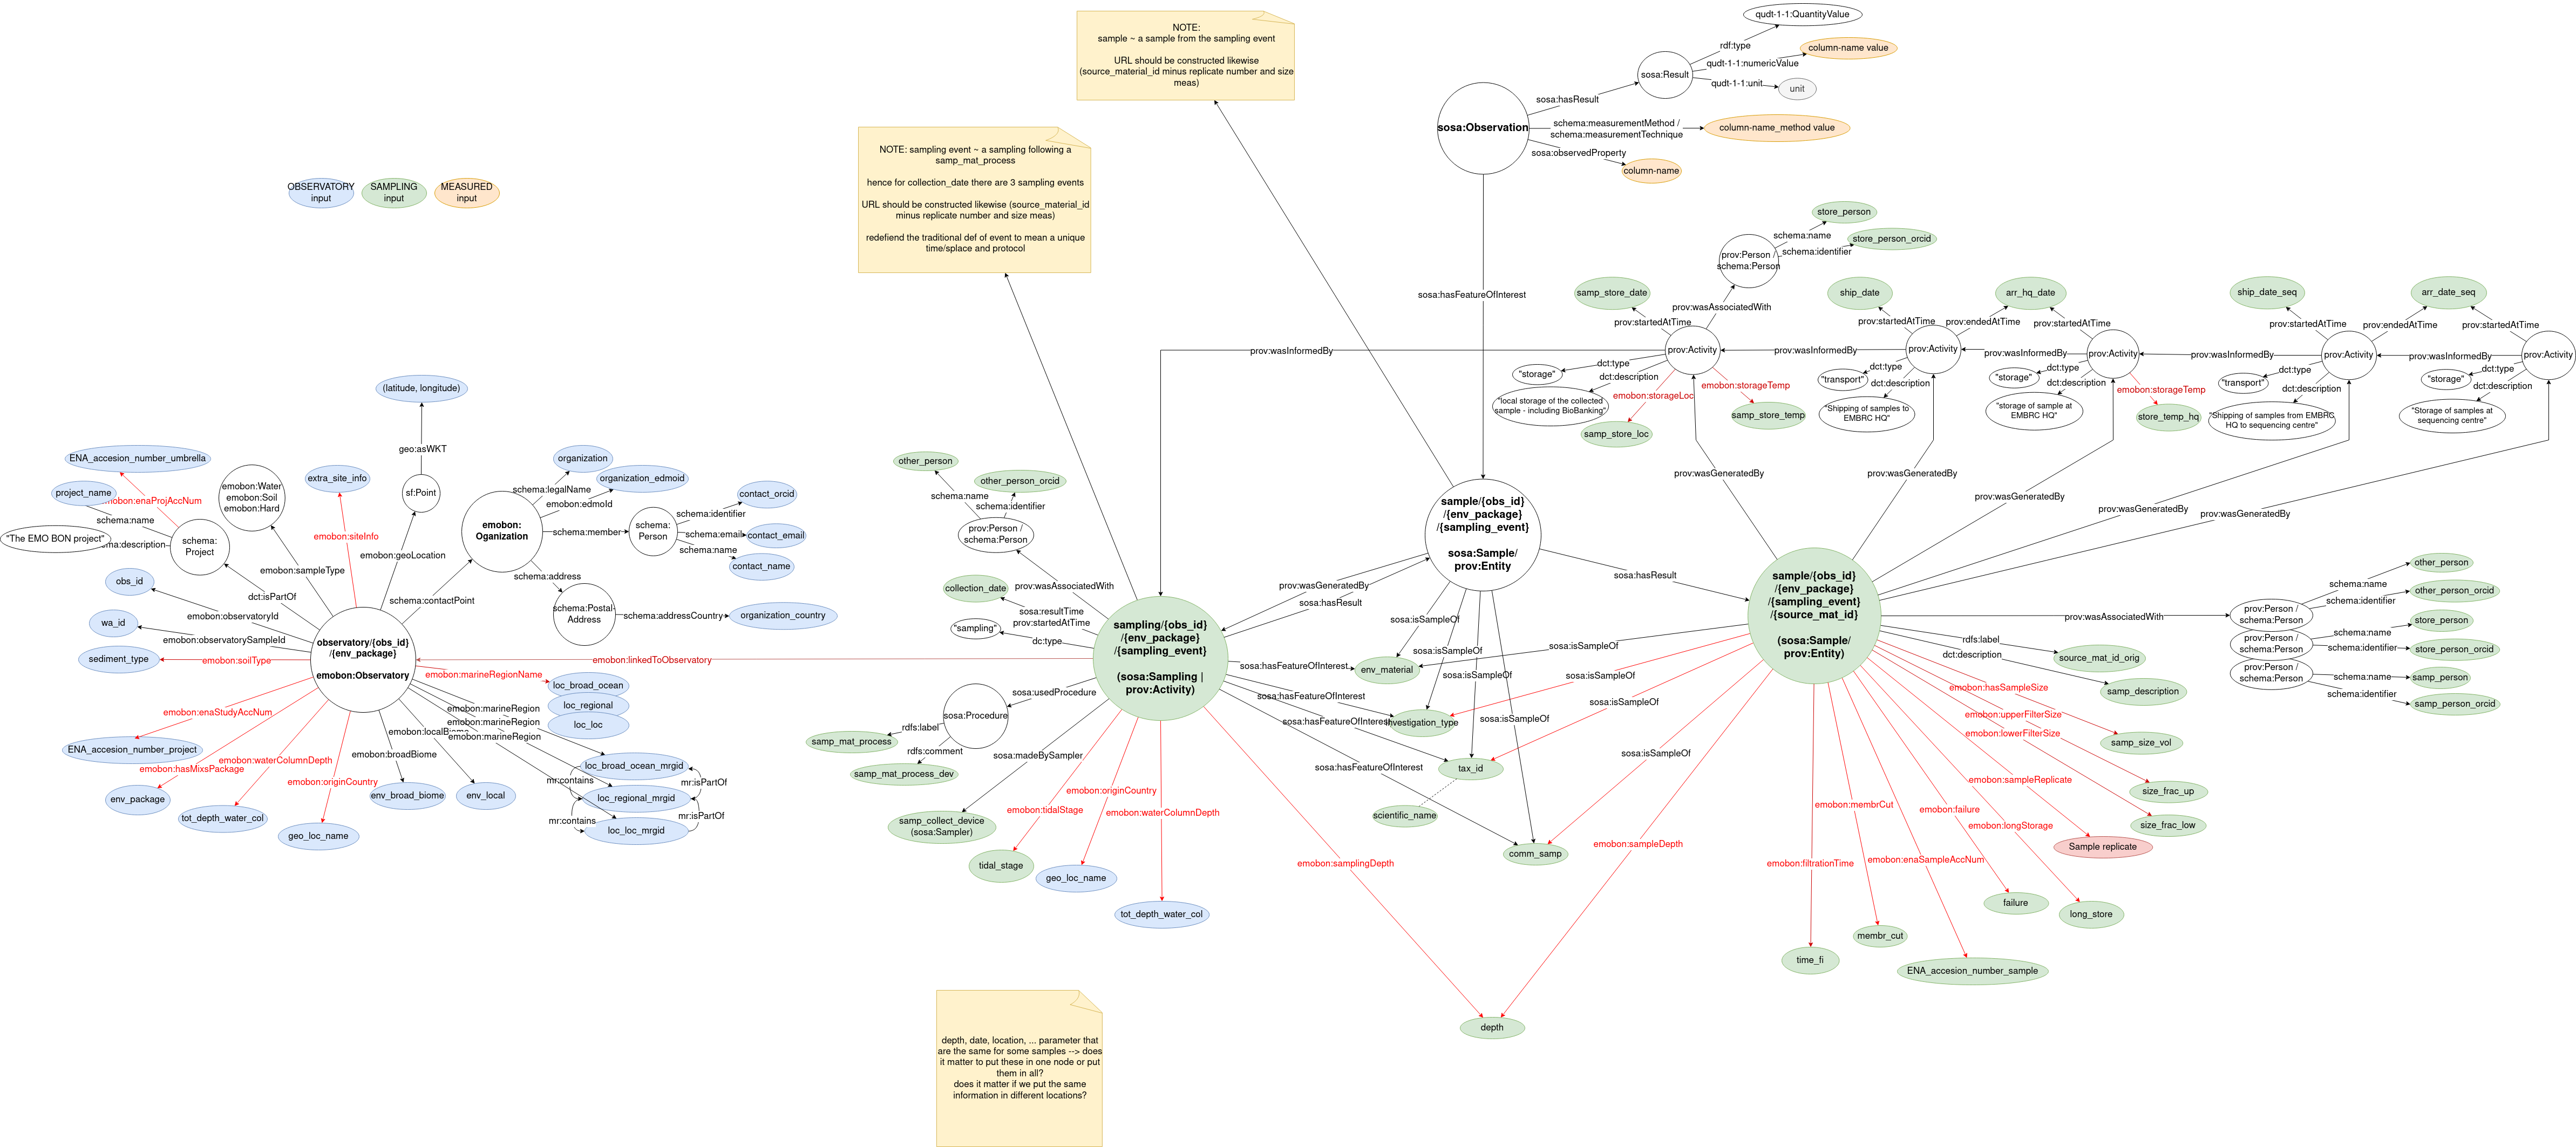 NOTE:
sample ~ a sample from the sampling event
URL should be constructed likewise
(source_material_id minus replicate number and size
meas)
NOTE: sampling event ~ a sampling following a
samp_mat_process
hence for collection_date there are 3 sampling events
URL should be constructed likewise (source_material_id
minus replicate number and size meas)
redefiend the traditional def of event to mean a unique
time/splace and protocol
OBSERVATORY
input
SAMPLING
input
MEASURED
input
qudt-1-1:QuantityValue
rdf:type
column-name value
qudt-1-1:numericValue
sosa:Result
qudt-1-1:unit
unit
sosa:hasResult
sosa:Observation
schema:measurementMethod /
schema:measurementTechnique
column-name_method value
sosa:observedProperty
column-name
sosa:hasFeatureOfInterest
store_person
schema:name
store_person_orcid
schema:identifier
prov:Person /
schema:Person
prov:wasAssociatedWith
samp_store_date
prov:startedAtTime
prov:Activity
dct:type
"storage"
dct:description
"local storage of the collected
sample - including BioBanking"
emobon:storageLoc
samp_store_loc
emobon:storageTemp
samp_store_temp
prov:wasInformedBy
prov:wasInformedBy
ship_date
prov:startedAtTime
prov:endedAtTime
prov:Activity
dct:type
"transport"
dct:description
"Shipping of samples to
EMBRC HQ"
prov:wasInformedBy
arr_hq_date
prov:startedAtTime
prov:Activity
dct:type
"storage"
dct:description
"storage of sample at
EMBRC HQ"
emobon:storageTemp
store_temp_hq
prov:wasInformedBy
ship_date_seq
prov:startedAtTime
prov:endedAtTime
prov:Activity
dct:type
"transport"
dct:description
"Shipping of samples from EMBRC
HQ to sequencing centre"
prov:wasInformedBy
arr_date_seq
prov:startedAtTime
prov:Activity
dct:type
"storage"
dct:description
"Storage of samples at
sequencing centre"
prov:wasGeneratedBy
prov:wasGeneratedBy
prov:wasGeneratedBy
prov:wasGeneratedBy
prov:wasGeneratedBy
(latitude, longitude)
geo:asWKT
sf:Point
emobon:geoLocation
ENA_accesion_number_umbrella
emobon:enaProjAccNum
project_name
schema:name
"The EMO BON project"
schema:description
schema:
Project
dct:isPartOf
emobon:Water
emobon:Soil
emobon:Hard
emobon:sampleType
extra_site_info
emobon:siteInfo
organization
schema:legalName
organization_edmoid
emobon:edmoId
emobon:
Oganization
schema:member
schema:
Person
schema:identifier
contact_orcid
schema:email
contact_email
schema:name
contact_name
schema:address
schema:Postal-
Address
schema:addressCountry
organization_country
schema:contactPoint
obs_id
emobon:observatoryId
wa_id
emobon:observatorySampleId
sediment_type
emobon:soilType
observatory/{obs_id}
/{env_package}
emobon:Observatory
emobon:linkedToObservatory
emobon:marineRegionName
loc_broad_ocean
loc_regional
loc_loc
emobon:marineRegion
emobon:marineRegion
emobon:marineRegion
loc_broad_ocean_mrgid
loc_regional_mrgid
loc_loc_mrgid
mr:contains
mr:isPartOf
mr:contains
mr:isPartOf
emobon:enaStudyAccNum
ENA_accesion_number_project
emobon:hasMixsPackage
env_package
emobon:waterColumnDepth
tot_depth_water_col
emobon:originCountry
geo_loc_name
emobon:broadBiome
env_broad_biome
emobon:localBiome
env_local
other_person
schema:name
other_person_orcid
schema:identifier
prov:Person /
schema:Person
prov:wasAssociatedWith
collection_date
sosa:resultTime
prov:startedAtTime
"sampling"
dc:type
sampling/{obs_id}
/{env_package}
/{sampling_event}
(sosa:Sampling |
prov:Activity)
sosa:usedProcedure
sosa:Procedure
rdfs:label
samp_mat_process
rdfs:comment
samp_mat_process_dev
sosa:madeBySampler
samp_collect_device
(sosa:Sampler)
emobon:tidalStage
tidal_stage
emobon:originCountry
geo_loc_name
emobon:waterColumnDepth
tot_depth_water_col
emobon:samplingDepth
depth
prov:wasGeneratedBy
sosa:hasResult
sosa:hasFeatureOfInterest
sosa:hasFeatureOfInterest
sosa:hasFeatureOfInterest
sosa:hasFeatureOfInterest
env_material
investigation_type
tax_id
scientific_name
comm_samp
sample/{obs_id}
/{env_package}
/{sampling_event}
sosa:Sample/
prov:Entity
sosa:isSampleOf
sosa:isSampleOf
sosa:isSampleOf
sosa:isSampleOf
sosa:hasResult
sosa:isSampleOf
sosa:isSampleOf
sosa:isSampleOf
sosa:isSampleOf
emobon:sampleDepth
sample/{obs_id}
/{env_package}
/{sampling_event}
/{source_mat_id}
(sosa:Sample/
prov:Entity)
prov:wasAssociatedWith
prov:Person /
schema:Person
prov:Person /
schema:Person
prov:Person /
schema:Person
schema:name
other_person
schema:identifier
other_person_orcid
schema:name
store_person
schema:identifier
store_person_orcid
schema:name
samp_person
schema:identifier
samp_person_orcid
rdfs:label
source_mat_id_orig
dct:description
samp_description
emobon:hasSampleSize
samp_size_vol
emobon:upperFilterSize
size_frac_up
emobon:lowerFilterSize
size_frac_low
emobon:sampleReplicate
Sample replicate
emobon:longStorage
long_store
emobon:failure
failure
emobon:enaSampleAccNum
ENA_accesion_number_sample
emobon:membrCut
membr_cut
emobon:filtrationTime
time_fi
depth, date, location, ... parameter that
are the same for some samples --> does
it matter to put these in one node or put
them in all?
does it matter if we put the same
information in different locations?